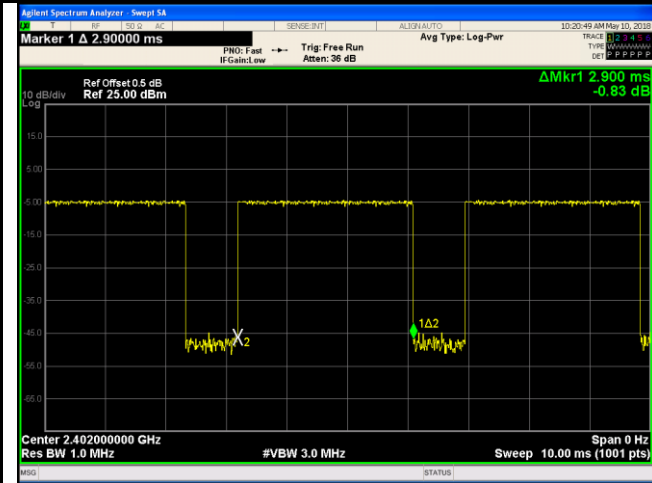 Agilent Spectrum Analyzer - Swept SA
T RF 50 Ω AC SENSE:INT ALIGN AUTO 10:20:49 AM May 10, 2018
Marker 1 Δ 2.90000 ms
PNO: Fast
IFGain:Low
Trig: Free Run
Atten: 36 dB
Avg Type: Log-Pwr
TRACE 1 2 3 4 5 6
TYPE
DET P P P P P P
ΔMkr1 2.900 ms
-0.83 dB
Ref Offset 0.5 dB
10 dB/div Ref 25.00 dBm
Log
15.0
5.00
-5.00
-15.0
-25.0
-35.0
-45.0
-55.0
-65.0
X2
1Δ2
Center 2.402000000 GHz Span 0 Hz
Res BW 1.0 MHz #VBW 3.0 MHz Sweep 10.00 ms (1001 pts)
MSG STATUS